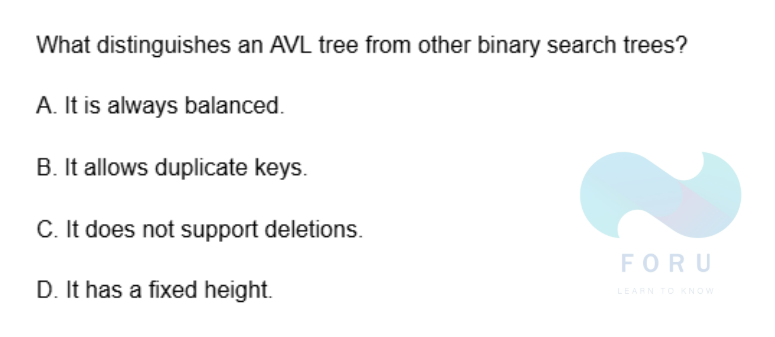 What distinguishes an AVL tree from other binary search trees?
A. It is always balanced.
B. It allows duplicate keys.
C. It does not support deletions.
D. It has a fixed height.
FORU
LEARN TO KNOW